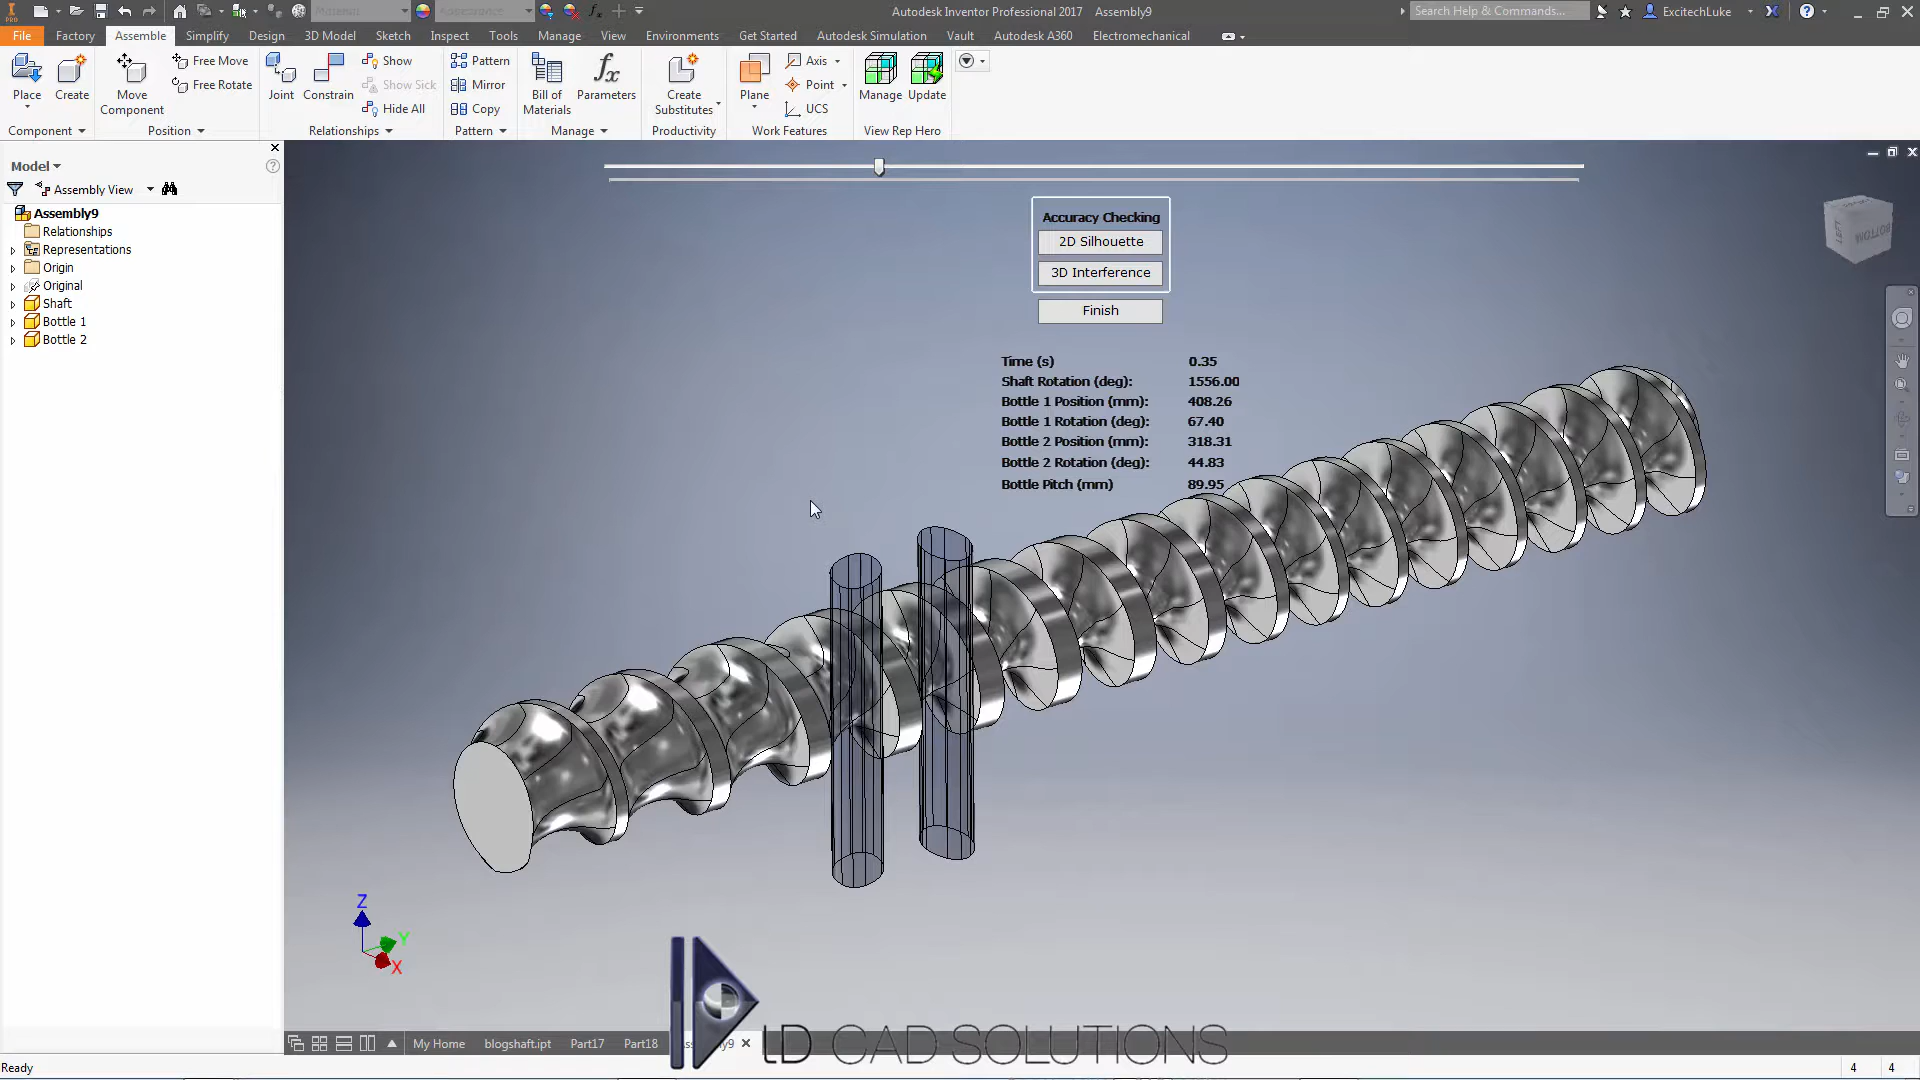 Material
Appearance
Autodesk Inventor Professional 2017 Assembly9
Search Help & Commands...
ExcitechLuke
PRO
File Factory Assemble Simplify Design 3D Model Sketch Inspect Tools Manage View Environments Get Started Autodesk Simulation Vault Autodesk A360 Electromechanical
Place
Create
Move Component
Free Move
Free Rotate
Joint
Constrain
Show
Show Sick
Hide All
Pattern
Mirror
Copy
Bill of Materials
Parameters
Create Substitutes
Plane
Axis
Point
UCS
Manage
Update
Component Position Relationships Pattern Manage Productivity Work Features View Rep Hero
Model
Assembly View
Assembly9
Relationships
Representations
Origin
Original
Shaft
Bottle 1
Bottle 2
Accuracy Checking
2D Silhouette
3D Interference
Finish
Time (s) 0.35
Shaft Rotation (deg): 1556.00
Bottle 1 Position (mm): 408.26
Bottle 1 Rotation (deg): 67.40
Bottle 2 Position (mm): 318.31
Bottle 2 Rotation (deg): 44.83
Bottle Pitch (mm) 89.95
LEFT
BOTTOM
Z
Y
X
My Home blogshaft.ipt Part17 Part18
LD CAD SOLUTIONS
Ready
4 4